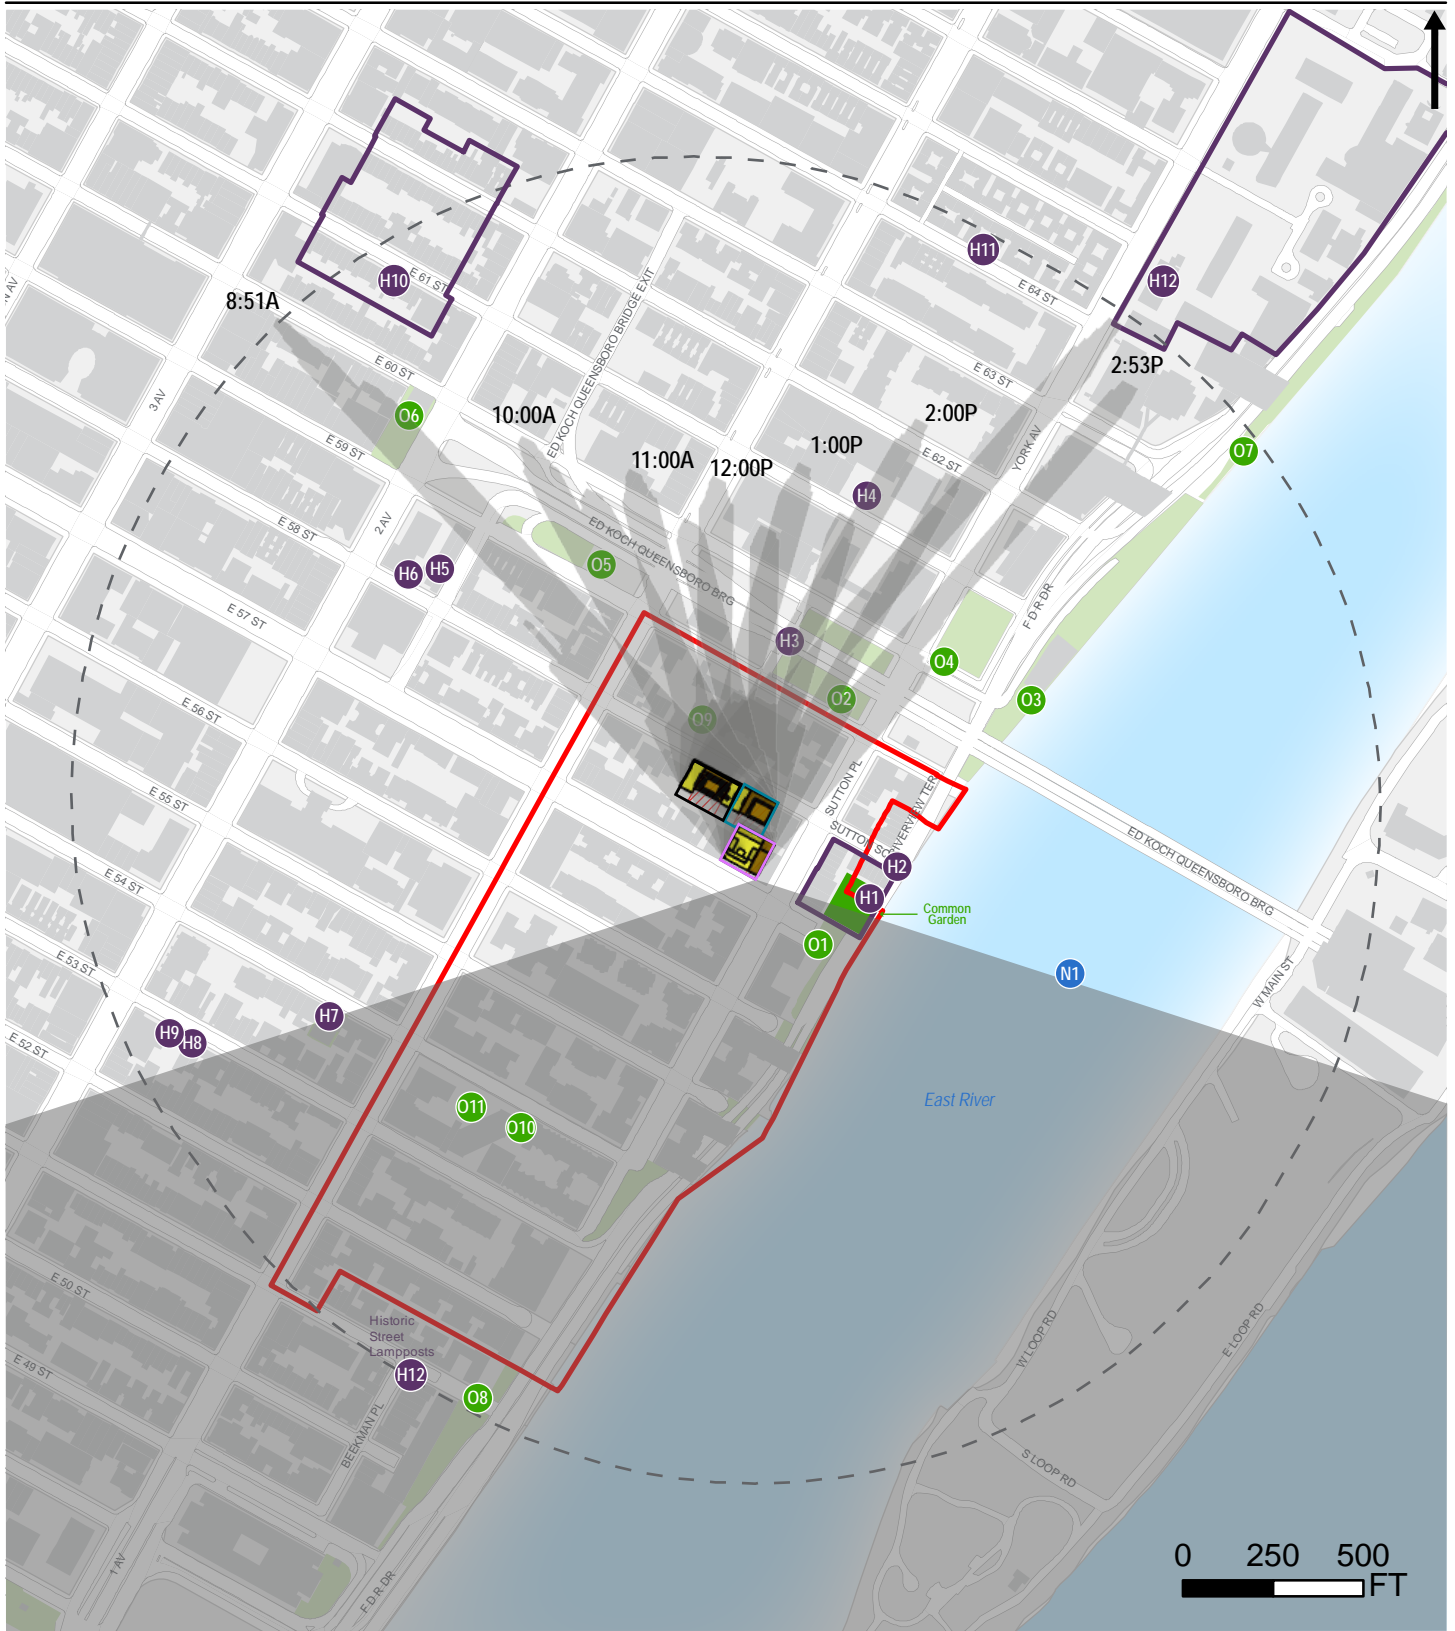 H11
H12
H10
E 61 ST
8:51A
E 64 ST
ED KOCH QUEENSBORO BRIDGE EXIT
2:53P
E 60 ST
E 63 ST
3 AV
N AV
O6
10:00A
2:00P
1:00P
11:00A
12:00P
E 59 ST
E 62 ST
YORK AV
O7
H4
2 AV
E 58 ST
ED KOCH QUEENSBORO BRG
O5
H6
H5
E 57 ST
F D R DR
H3
O4
O2
O3
O9
E 56 ST
SUTTON PL
RIVERVIEW TER
E 55 ST
SUTTON SQ
ED KOCH QUEENSBORO BRG
H2
H1
E 54 ST
Common
Garden
O1
E 53 ST
N1
W MAIN ST
H7
H9
H8
E 52 ST
East River
O11
O10
E 50 ST
Historic
Street
Lampposts
H12
O8
W LOOP RD
E LOOP RD
E 49 ST
BEEKMAN PL
S LOOP RD
1 AV
F D R DR
0 250 500
FT